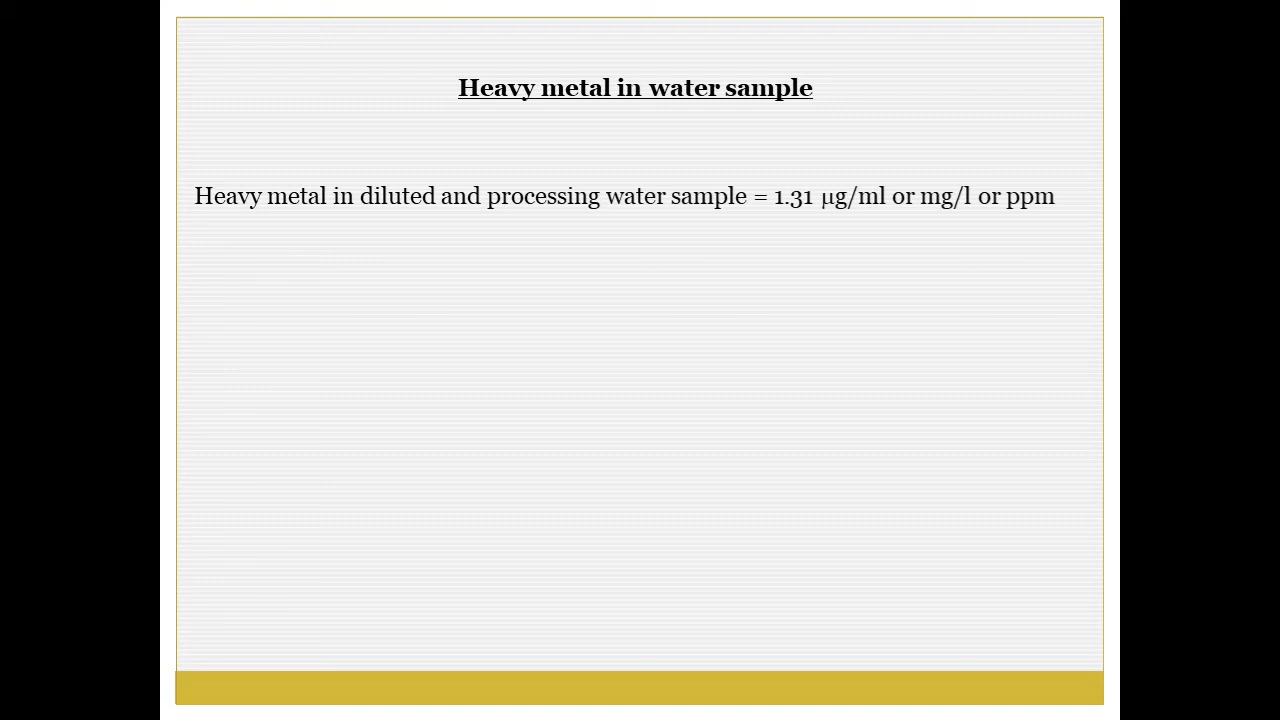 Heavy metal in water sample
Heavy metal in diluted and processing water sample = 1.31 μg/ml or mg/l or ppm